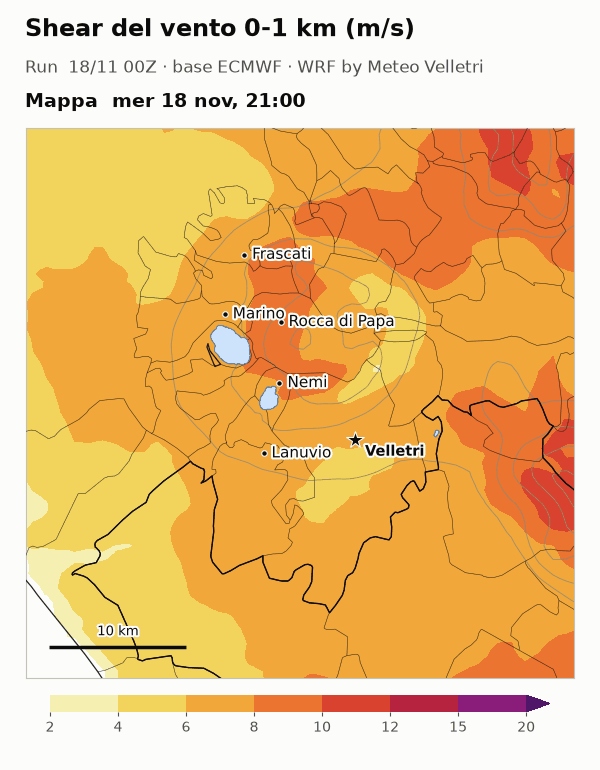 Shear del vento 0-1 km (m/s)
Run  18/11 00Z · base ECMWF · WRF by Meteo Velletri
Mappa  mer 18 nov, 21:00
Frascati
Marino
Rocca di Papa
Nemi
Velletri
Lanuvio
10 km
2 4 6 8 10 12 15 20